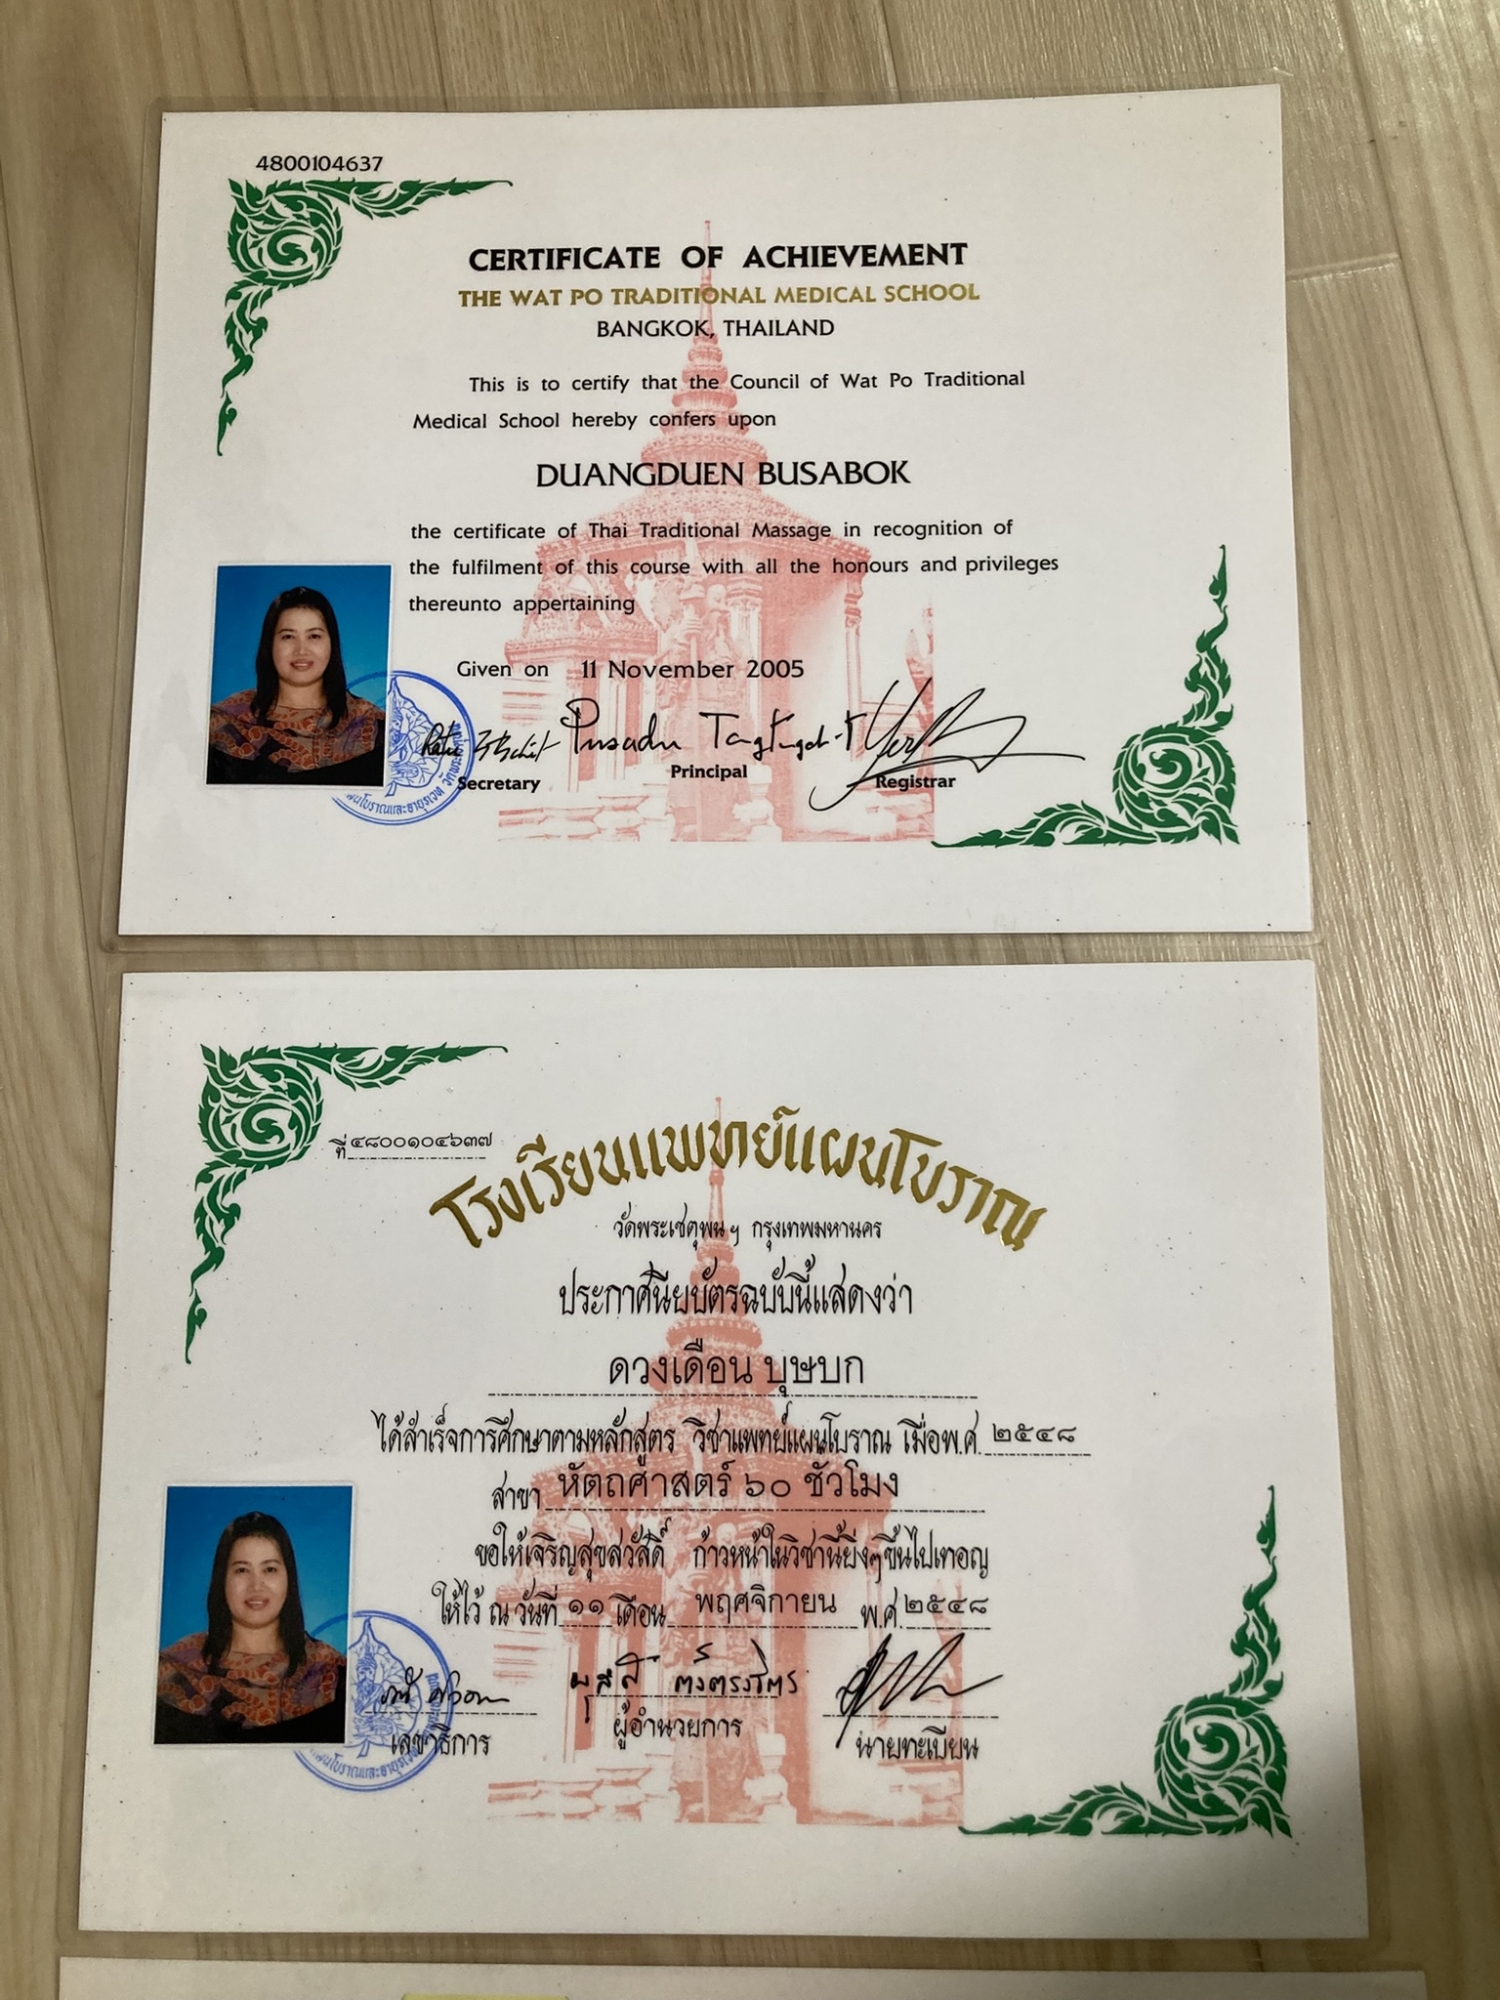 4800104637
CERTIFICATE OF ACHIEVEMENT
THE WAT PO TRADITIONAL MEDICAL SCHOOL
BANGKOK, THAILAND
This is to certify that the Council of Wat Po Traditional
Medical School hereby confers upon
DUANGDUEN BUSABOK
the certificate of Thai Traditional Massage in recognition of
the fulfilment of this course with all the honours and privileges
thereunto appertaining
Given on 11 November 2005
Secretary Principal Registrar
ที่ ๔๘๐๐๑๐๔๖๓๗
โรงเรียนแพทย์แผนโบราณ
วัดพระเชตุพนฯ กรุงเทพมหานคร
ประกาศนียบัตรฉบับนี้แสดงว่า
ดวงเดือน บุษบก
ได้สำเร็จการศึกษาตามหลักสูตร วิชาแพทย์แผนโบราณ เมื่อพ.ศ. ๒๕๔๘
สาขา หัตถศาสตร์ ๖๐ ชั่วโมง
ขอให้เจริญสุขสวัสดิ์ ก้าวหน้าในวิชานี้ยิ่งๆขึ้นไปเทอญ
ให้ไว้ ณ วันที่ ๑๑ เดือน พฤศจิกายน พ.ศ. ๒๕๔๘
เลขาธิการ ผู้อำนวยการ นายทะเบียน